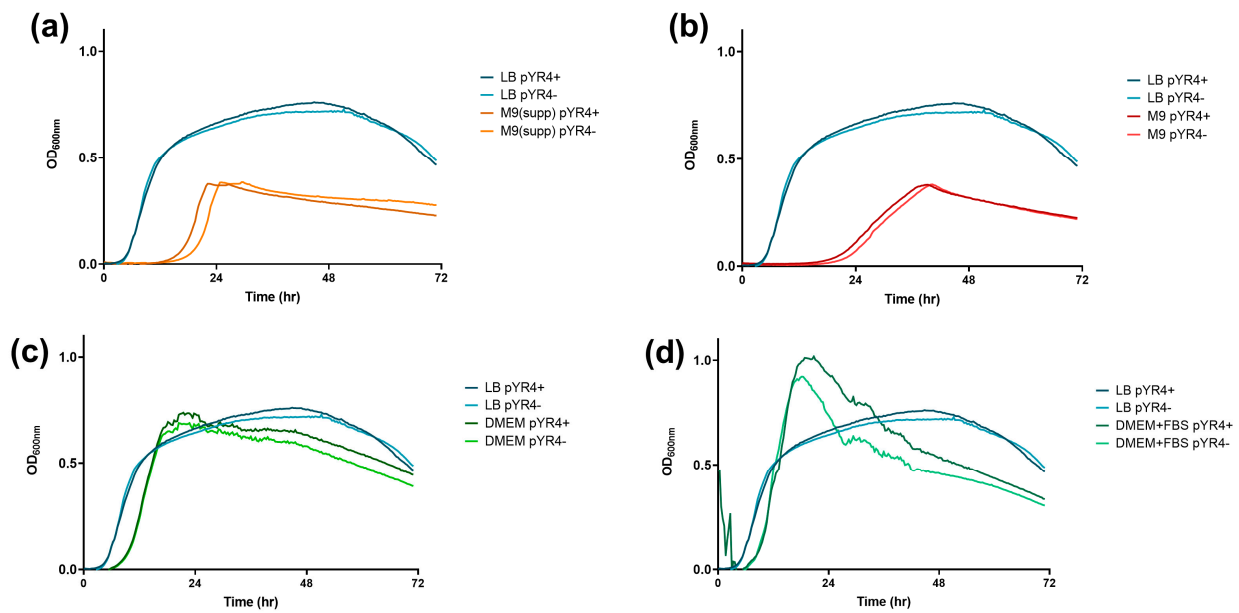 (a)
1.0
0.5
0.0
OD600nm
0
24
48
72
Time (hr)
LB pYR4+
LB pYR4-
M9(supp) pYR4+
M9(supp) pYR4-
(b)
1.0
0.5
0.0
OD600nm
0
24
48
72
Time (hr)
LB pYR4+
LB pYR4-
M9 pYR4+
M9 pYR4-
(c)
1.0
0.5
0.0
OD600nm
0
24
48
72
Time (hr)
LB pYR4+
LB pYR4-
DMEM pYR4+
DMEM pYR4-
(d)
1.0
0.5
0.0
OD600nm
0
24
48
72
Time (hr)
LB pYR4+
LB pYR4-
DMEM+FBS pYR4+
DMEM+FBS pYR4-